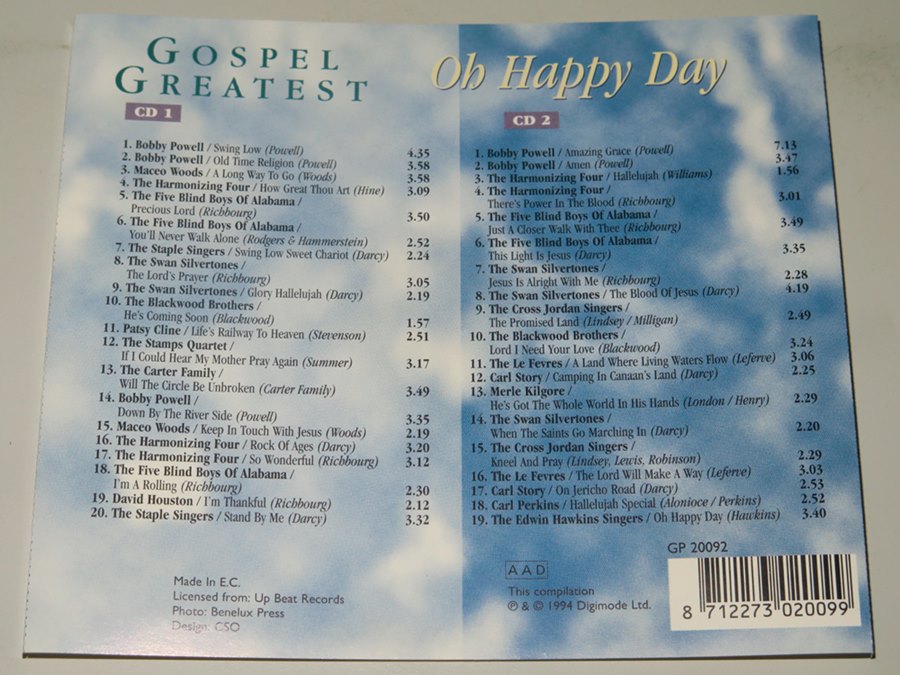 GOSPEL
GREATEST
CD 1
1. Bobby Powell / Swing Low (Powell) 4.35
2. Bobby Powell / Old Time Religion (Powell) 3.58
3. Maceo Woods / A Long Way To Go (Woods) 3.58
4. The Harmonizing Four / How Great Thou Art (Hine) 3.09
5. The Five Blind Boys Of Alabama /
Precious Lord (Richbourg) 3.50
6. The Five Blind Boys Of Alabama /
You'll Never Walk Alone (Rodgers & Hammerstein) 2.52
7. The Staple Singers / Swing Low Sweet Chariot (Darcy) 2.24
8. The Swan Silvertones /
The Lord's Prayer (Richbourg) 3.05
9. The Swan Silvertones / Glory Hallelujah (Darcy) 2.19
10. The Blackwood Brothers /
He's Coming Soon (Blackwood) 1.57
11. Patsy Cline / Life's Railway To Heaven (Stevenson) 2.51
12. The Stamps Quartet /
If I Could Hear My Mother Pray Again (Summer) 3.17
13. The Carter Family /
Will The Circle Be Unbroken (Carter Family) 3.49
14. Bobby Powell /
Down By The River Side (Powell) 3.35
15. Maceo Woods / Keep In Touch With Jesus (Woods) 2.19
16. The Harmonizing Four / Rock Of Ages (Darcy) 3.20
17. The Harmonizing Four / So Wonderful (Richbourg) 3.12
18. The Five Blind Boys Of Alabama /
I'm A Rolling (Richbourg) 2.30
19. David Houston / I'm Thankful (Richbourg) 2.12
20. The Staple Singers / Stand By Me (Darcy) 3.32
Made In E.C.
Licensed from: Up Beat Records
Photo: Benelux Press
Design: CSO
Oh Happy Day
CD 2
1. Bobby Powell / Amazing Grace (Powell) 7.13
2. Bobby Powell / Amen (Powell) 3.47
3. The Harmonizing Four / Hallelujah (Williams) 1.56
4. The Harmonizing Four /
There's Power In The Blood (Richbourg) 3.01
5. The Five Blind Boys Of Alabama /
Just A Closer Walk With Thee (Richbourg) 3.49
6. The Five Blind Boys Of Alabama /
This Light Is Jesus (Darcy) 3.35
7. The Swan Silvertones /
Jesus Is Alright With Me (Richbourg) 2.28
8. The Swan Silvertones / The Blood Of Jesus (Darcy) 4.19
9. The Cross Jordan Singers /
The Promised Land (Lindsey / Milligan) 2.49
10. The Blackwood Brothers /
Lord I Need Your Love (Blackwood) 3.24
11. The Le Fevres / A Land Where Living Waters Flow (Leferve) 3.06
12. Carl Story / Camping In Canaan's Land (Darcy) 2.25
13. Merle Kilgore /
He's Got The Whole World In His Hands (London / Henry) 2.29
14. The Swan Silvertones /
When The Saints Go Marching In (Darcy) 2.20
15. The Cross Jordan Singers /
Kneel And Pray (Lindsey, Lewis, Robinson) 2.29
16. The Le Fevres / The Lord Will Make A Way (Leferve) 3.03
17. Carl Story / On Jericho Road (Darcy) 2.53
18. Carl Perkins / Hallelujah Special (Alonioce / Perkins) 2.52
19. The Edwin Hawkins Singers / Oh Happy Day (Hawkins) 3.40
GP 20092
AAD
This compilation
℗ & © 1994 Digimode Ltd.
8 712273 020099